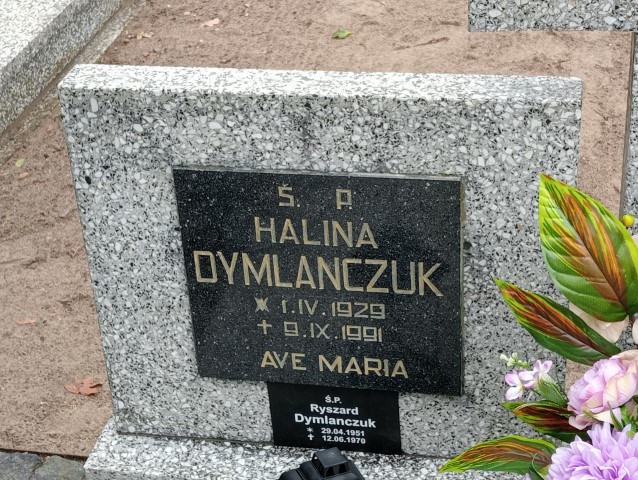 Ś. P.
HALINA
DYMLANCZUK
* 1.IV.1929
✝ 9.IX.1991
AVE MARIA
Ś.P.
Ryszard
Dymlanczuk
* 29.04.1951
✝ 12.06.1970